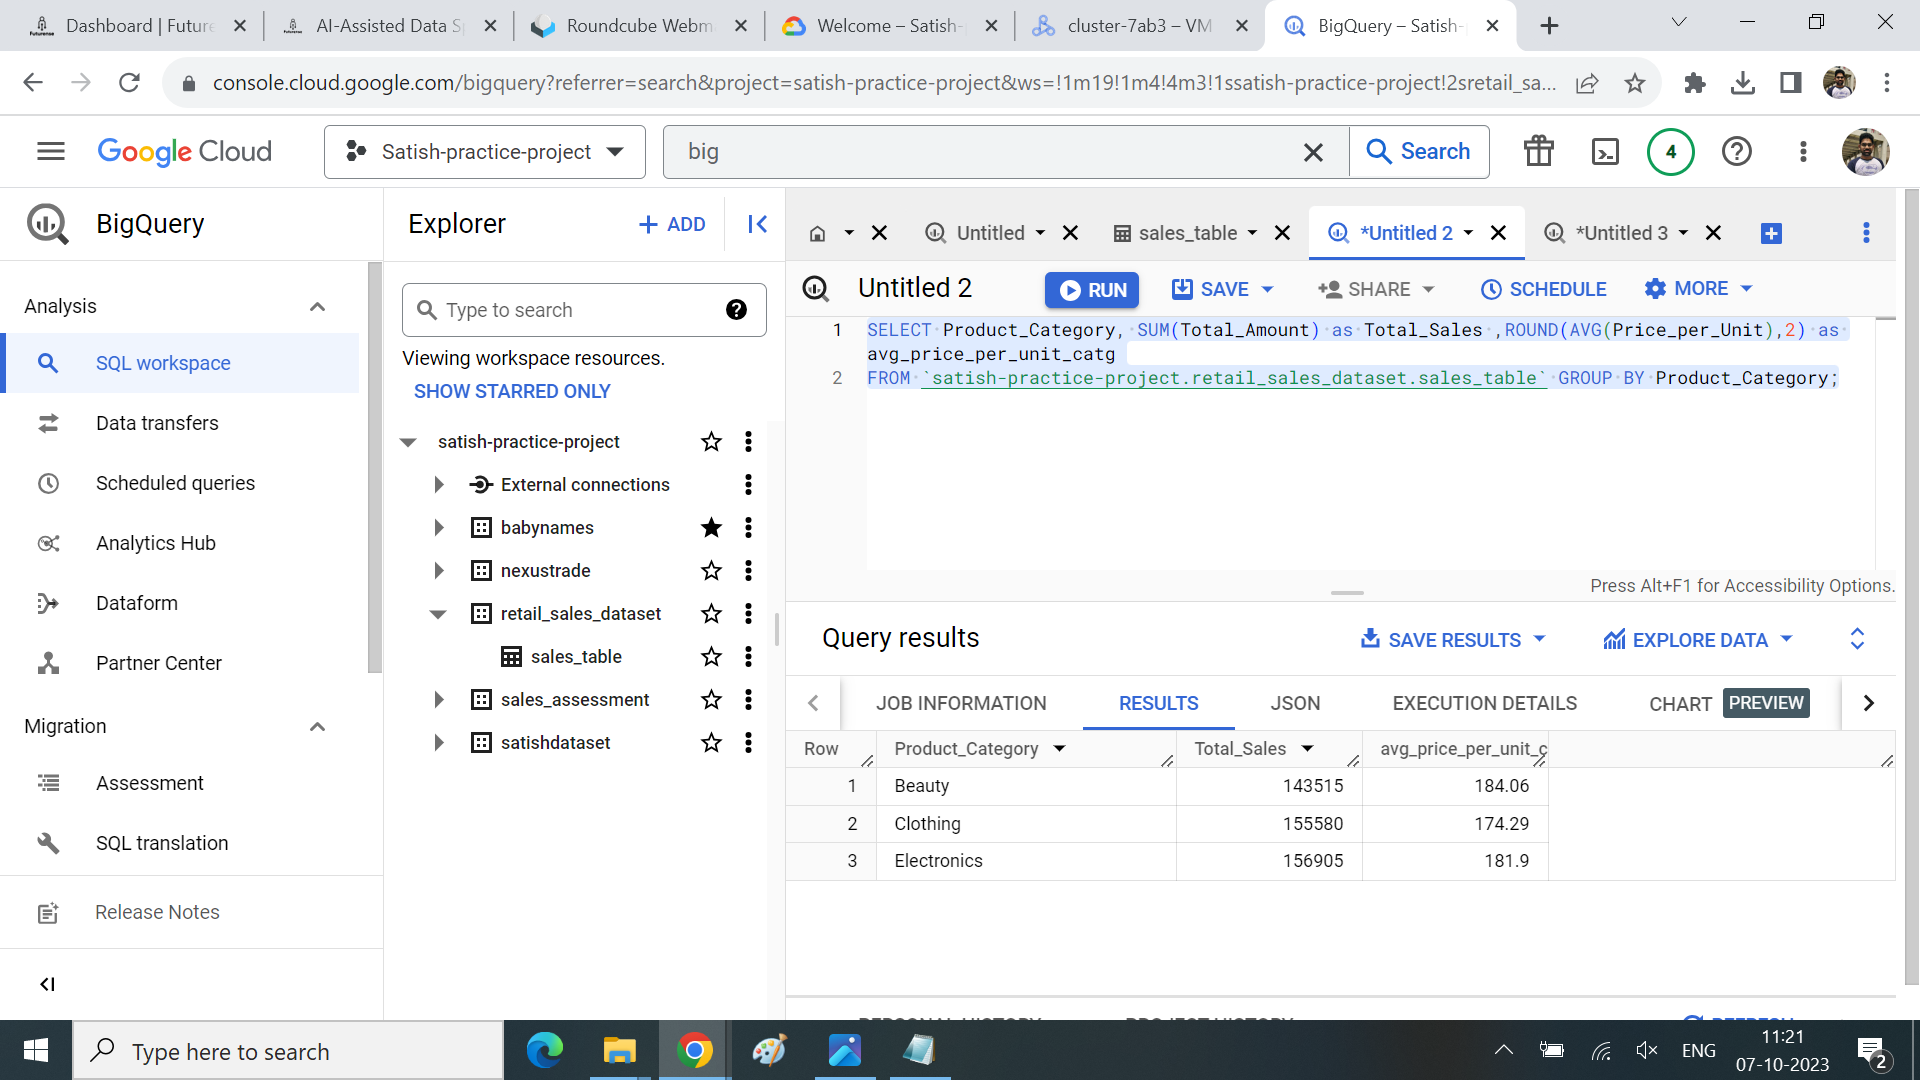 Dashboard | Future
AI-Assisted Data Sp
Roundcube Webma
Welcome – Satish-p
cluster-7ab3 – VM
BigQuery – Satish-p
console.cloud.google.com/bigquery?referrer=search&project=satish-practice-project&ws=!1m19!1m4!4m3!1ssatish-practice-project!2sretail_sa...
Google Cloud
Satish-practice-project
big
Search
4
BigQuery
Explorer
ADD
Untitled
sales_table
*Untitled 2
*Untitled 3
Analysis
SQL workspace
Data transfers
Scheduled queries
Analytics Hub
Dataform
Partner Center
Migration
Assessment
SQL translation
Release Notes
Type to search
Viewing workspace resources.
SHOW STARRED ONLY
satish-practice-project
External connections
babynames
nexustrade
retail_sales_dataset
sales_table
sales_assessment
satishdataset
Untitled 2
RUN
SAVE
SHARE
SCHEDULE
MORE
1 SELECT Product_Category, SUM(Total_Amount) as Total_Sales ,ROUND(AVG(Price_per_Unit),2) as
avg_price_per_unit_catg
2 FROM `satish-practice-project.retail_sales_dataset.sales_table` GROUP BY Product_Category;
Press Alt+F1 for Accessibility Options.
Query results
SAVE RESULTS
EXPLORE DATA
JOB INFORMATION
RESULTS
JSON
EXECUTION DETAILS
CHART PREVIEW
Row Product_Category Total_Sales avg_price_per_unit_c
1 Beauty 143515 184.06
2 Clothing 155580 174.29
3 Electronics 156905 181.9
PERSONAL HISTORY
PROJECT HISTORY
REFRESH
Type here to search
ENG
11:21
07-10-2023
2